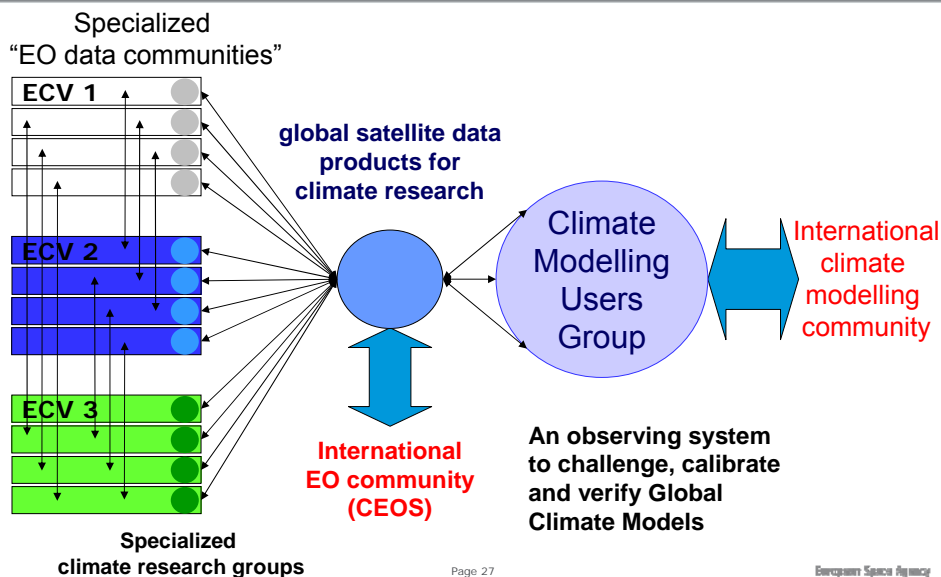 Specialized
“EO data communities”
ECV 1
ECV 2
ECV 3
Specialized
climate research groups
global satellite data
products for
climate research
International
EO community
(CEOS)
Climate
Modelling
Users
Group
International
climate
modelling
community
An observing system
to challenge, calibrate
and verify Global
Climate Models
Page 27
European Space Agency